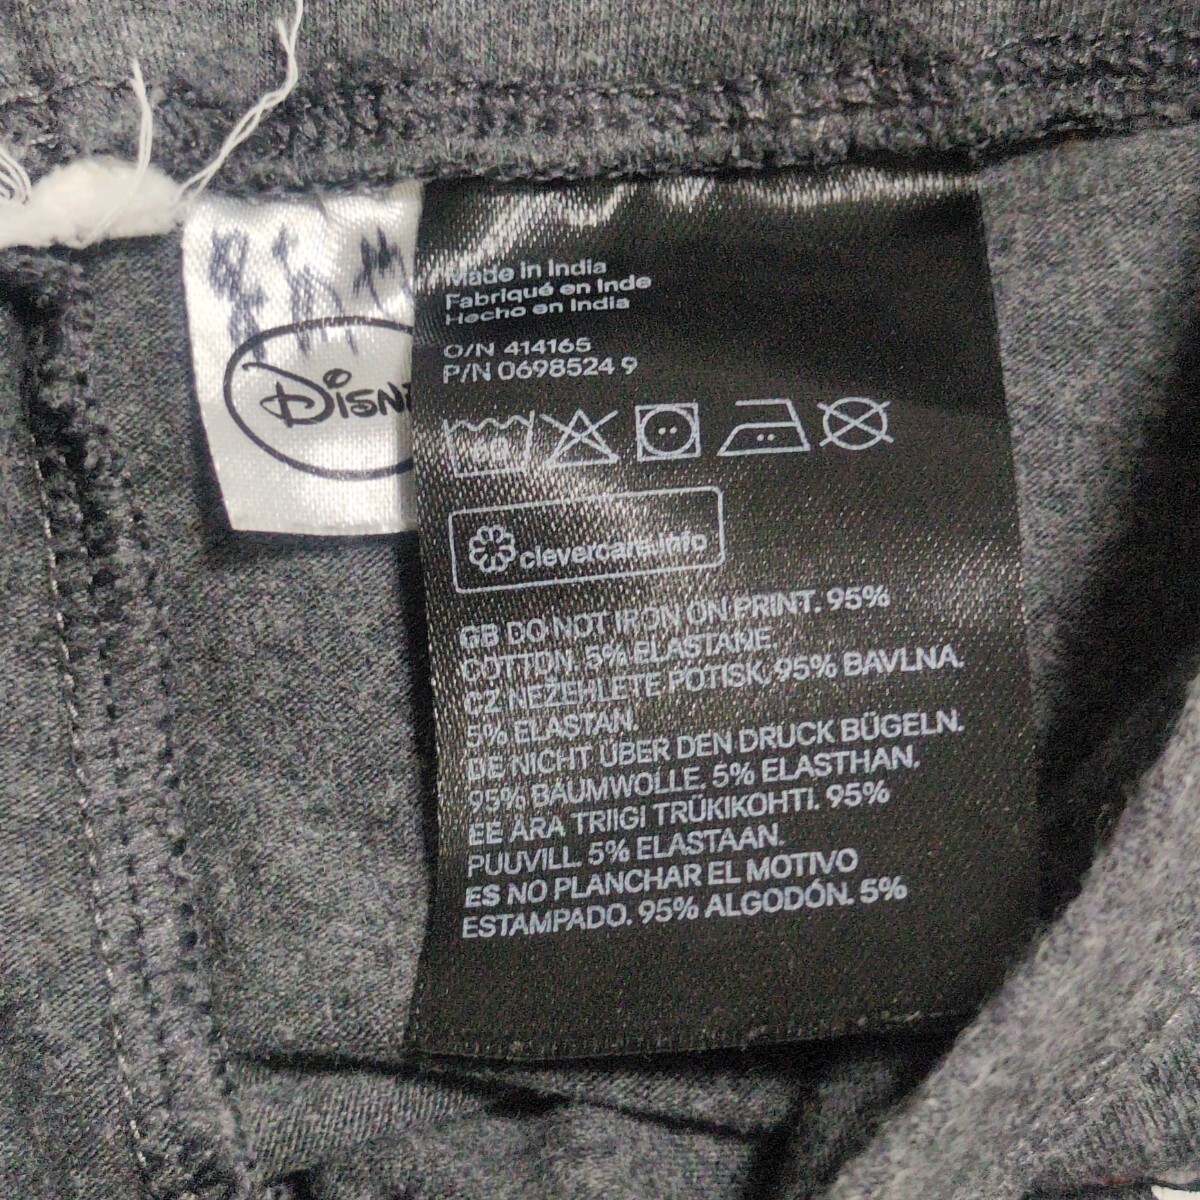 DISN
Made in India
Fabriqué en Inde
Hecho en India
O/N 414165
P/N 0698524 9
clevercare.info
GB DO NOT IRON ON PRINT. 95%
COTTON. 5% ELASTANE.
CZ NEŽEHLETE POTISK. 95% BAVLNA.
5% ELASTAN.
DE NICHT ÜBER DEN DRUCK BÜGELN.
95% BAUMWOLLE. 5% ELASTHAN.
EE ÄRA TRIIGI TRÜKIKOHTI. 95%
PUUVILL. 5% ELASTAAN.
ES NO PLANCHAR EL MOTIVO
ESTAMPADO. 95% ALGODÓN. 5%